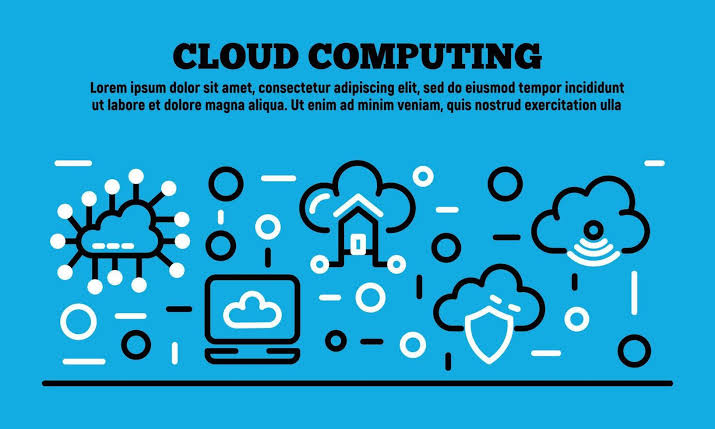 CLOUD COMPUTING
Lorem ipsum dolor sit amet, consectetur adipiscing elit, sed do eiusmod tempor incididunt
ut labore et dolore magna aliqua. Ut enim ad minim veniam, quis nostrud exercitation ulla